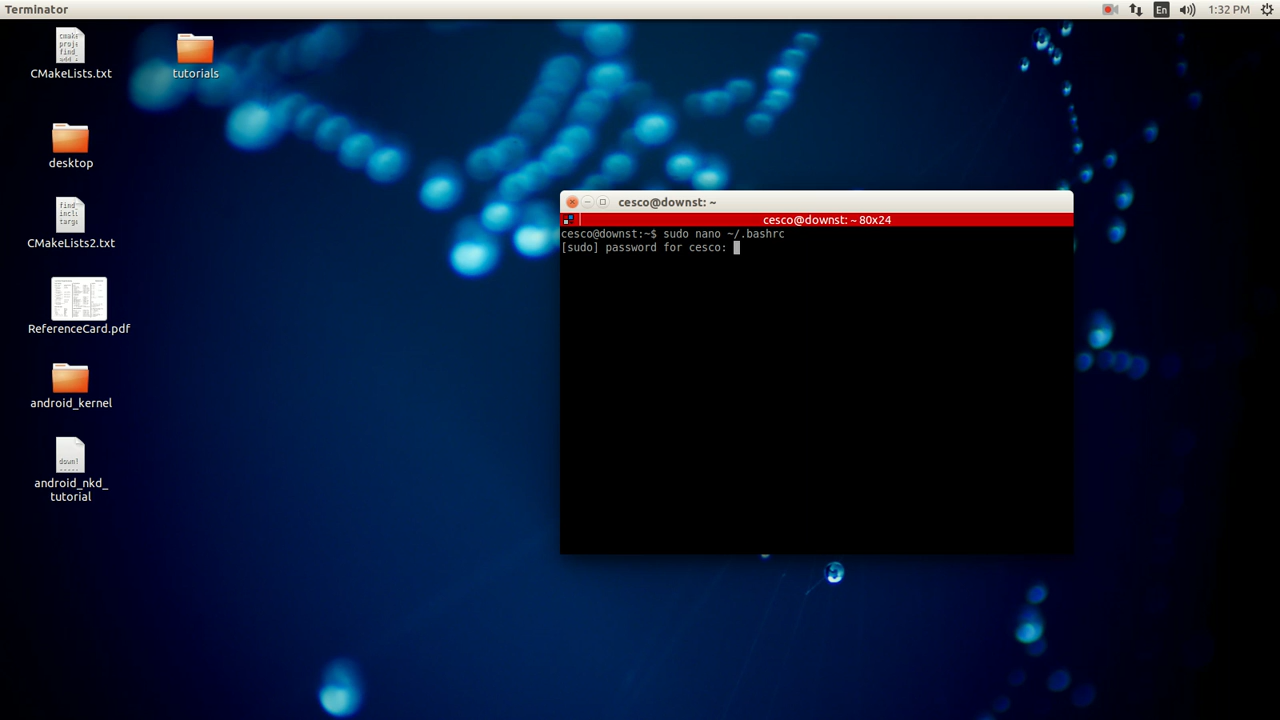 Terminator
En
1:32 PM
CMakeLists.txt
tutorials
desktop
CMakeLists2.txt
ReferenceCard.pdf
android_kernel
android_nkd_
tutorial
cesco@downst: ~
cesco@downst: ~ 80x24
cesco@downst:~$ sudo nano ~/.bashrc
[sudo] password for cesco: